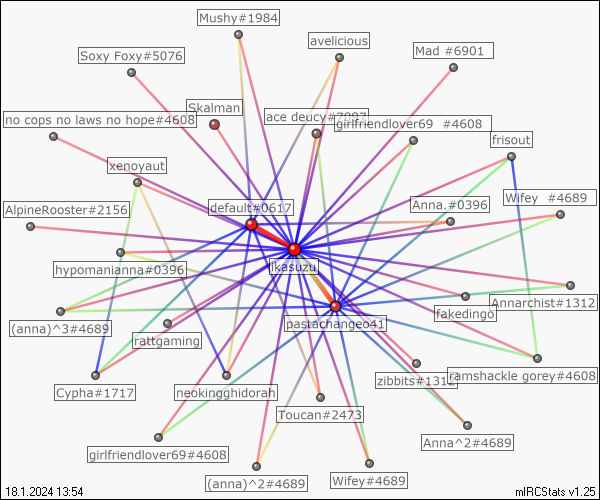 Mushy#1984
avelicious
Mad #6901
Soxy Foxy#5076
Skalman
no cops no laws no hope#4608
ace deucy#7097
girlfriendlover69 #4608
frisout
xenoyaut
Wifey #4689
AlpineRooster#2156
default#0617
Anna.#0396
hypomanianna#0396
ikasuzu
Annarchist#1312
fakedingo
(anna)^3#4689
pastachangeo41
rattgaming
zibbits#1312
ramshackle gorey#4608
Cypha#1717
neokingghidorah
Toucan#2473
Anna^2#4689
girlfriendlover69#4608
(anna)^2#4689
Wifey#4689
18.1.2024 13:54
mIRCStats v1.25